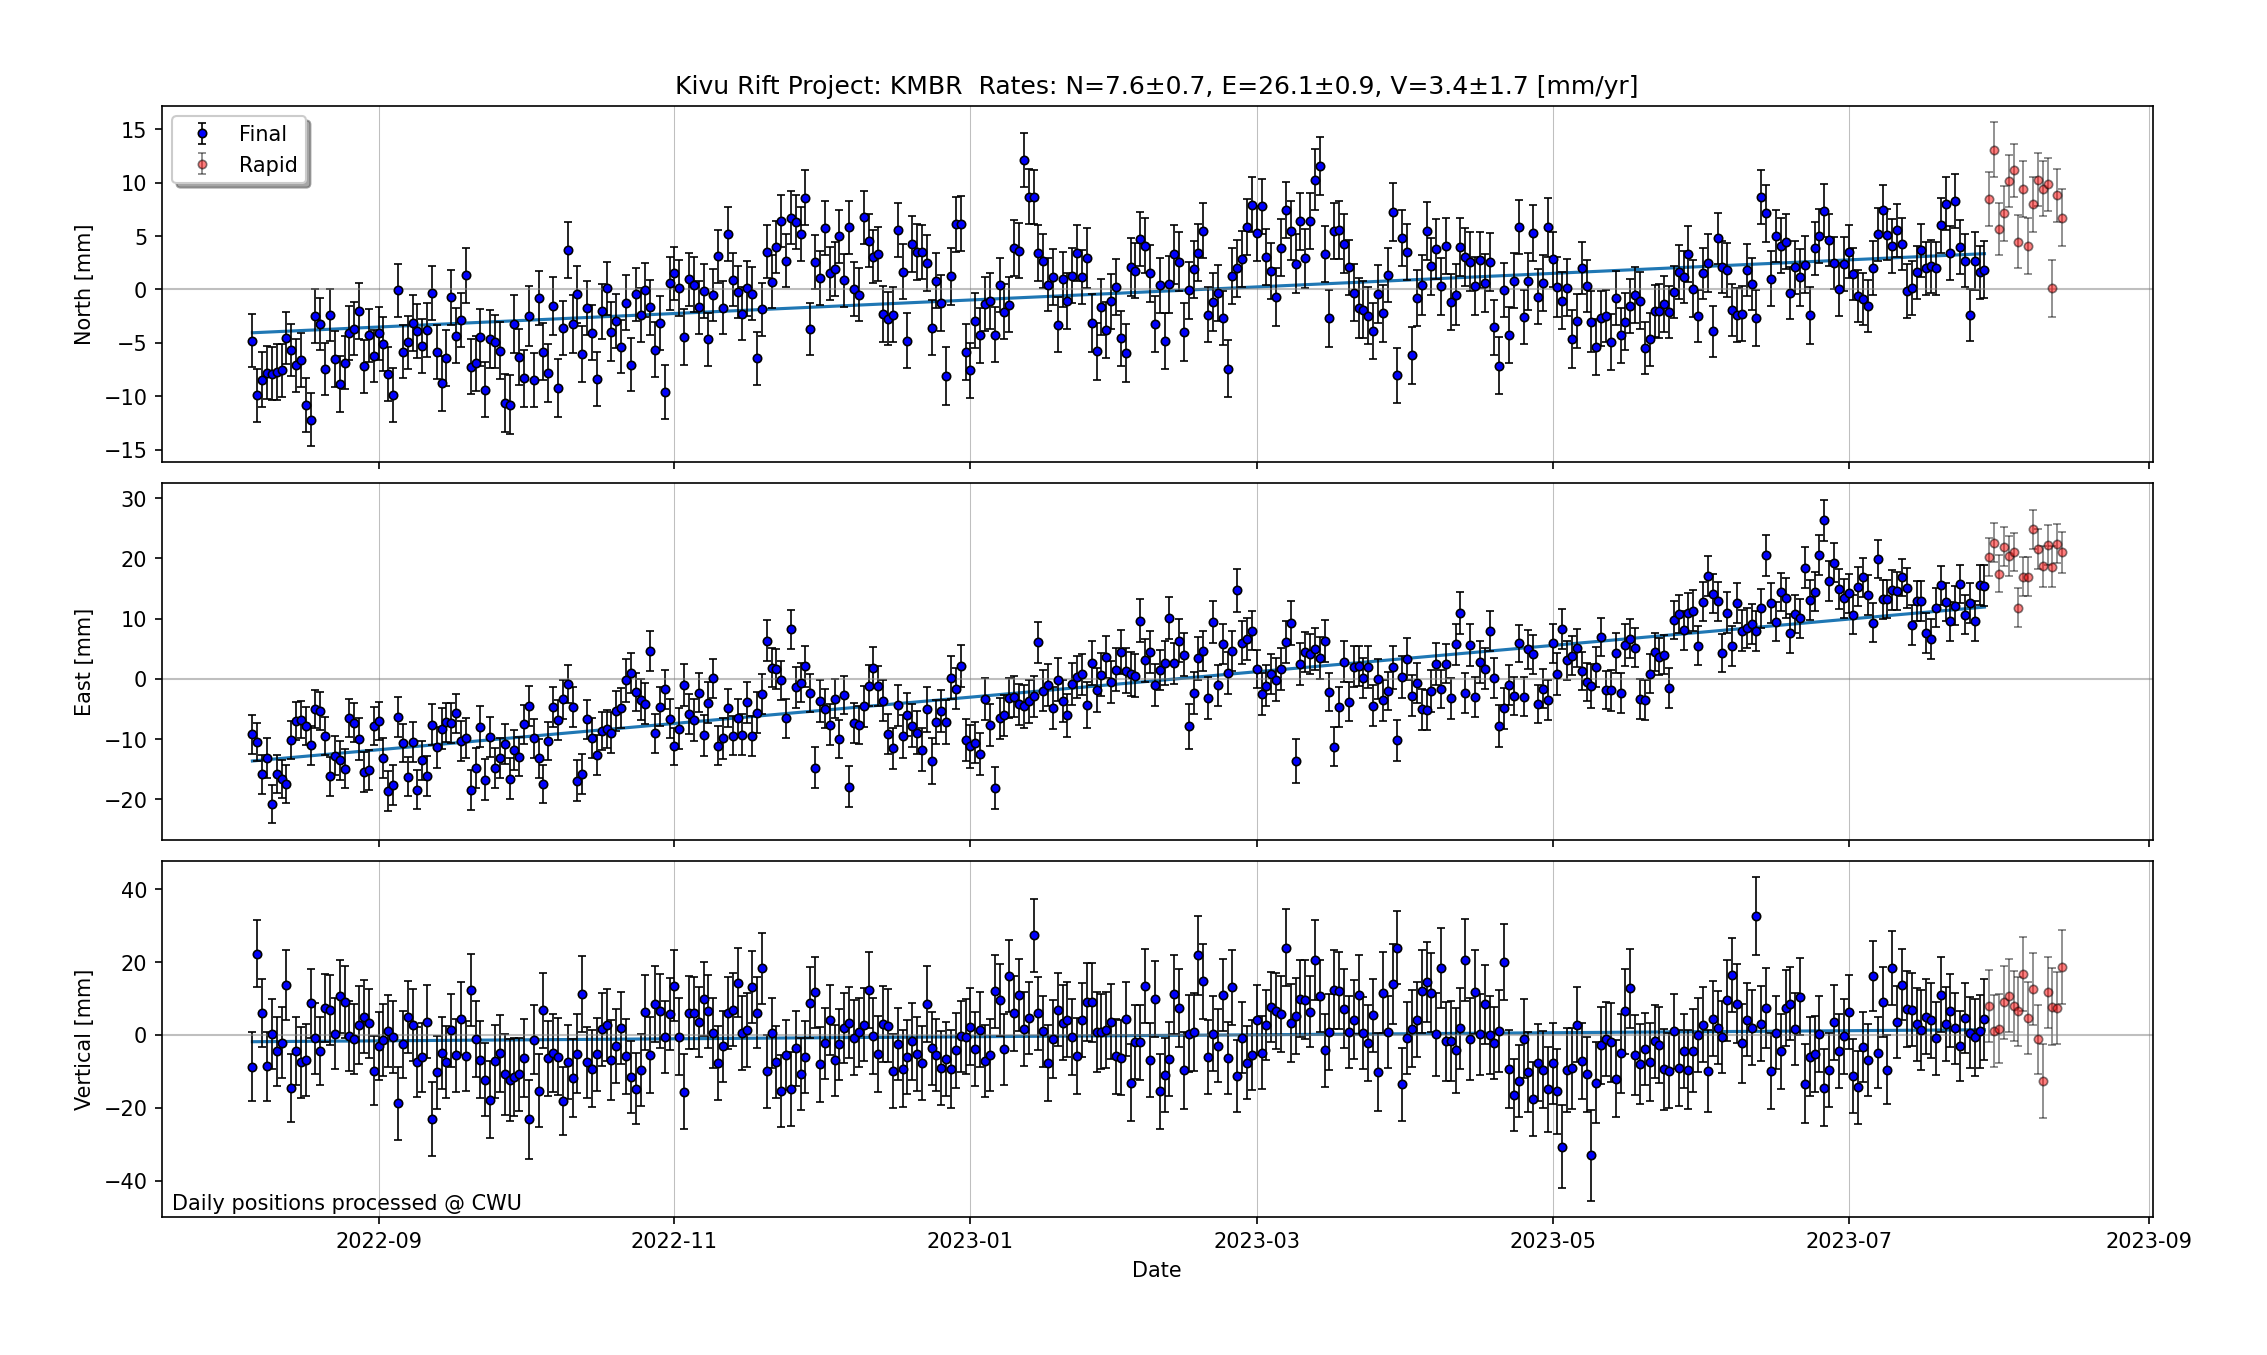 Kivu Rift Project: KMBR  Rates: N=7.6±0.7, E=26.1±0.9, V=3.4±1.7 [mm/yr]
Final
Rapid
North [mm]
15
10
5
0
−5
−10
−15
East [mm]
30
20
10
0
−10
−20
Vertical [mm]
40
20
0
−20
−40
Daily positions processed @ CWU
2022-09 2022-11 2023-01 2023-03 2023-05 2023-07 2023-09
Date